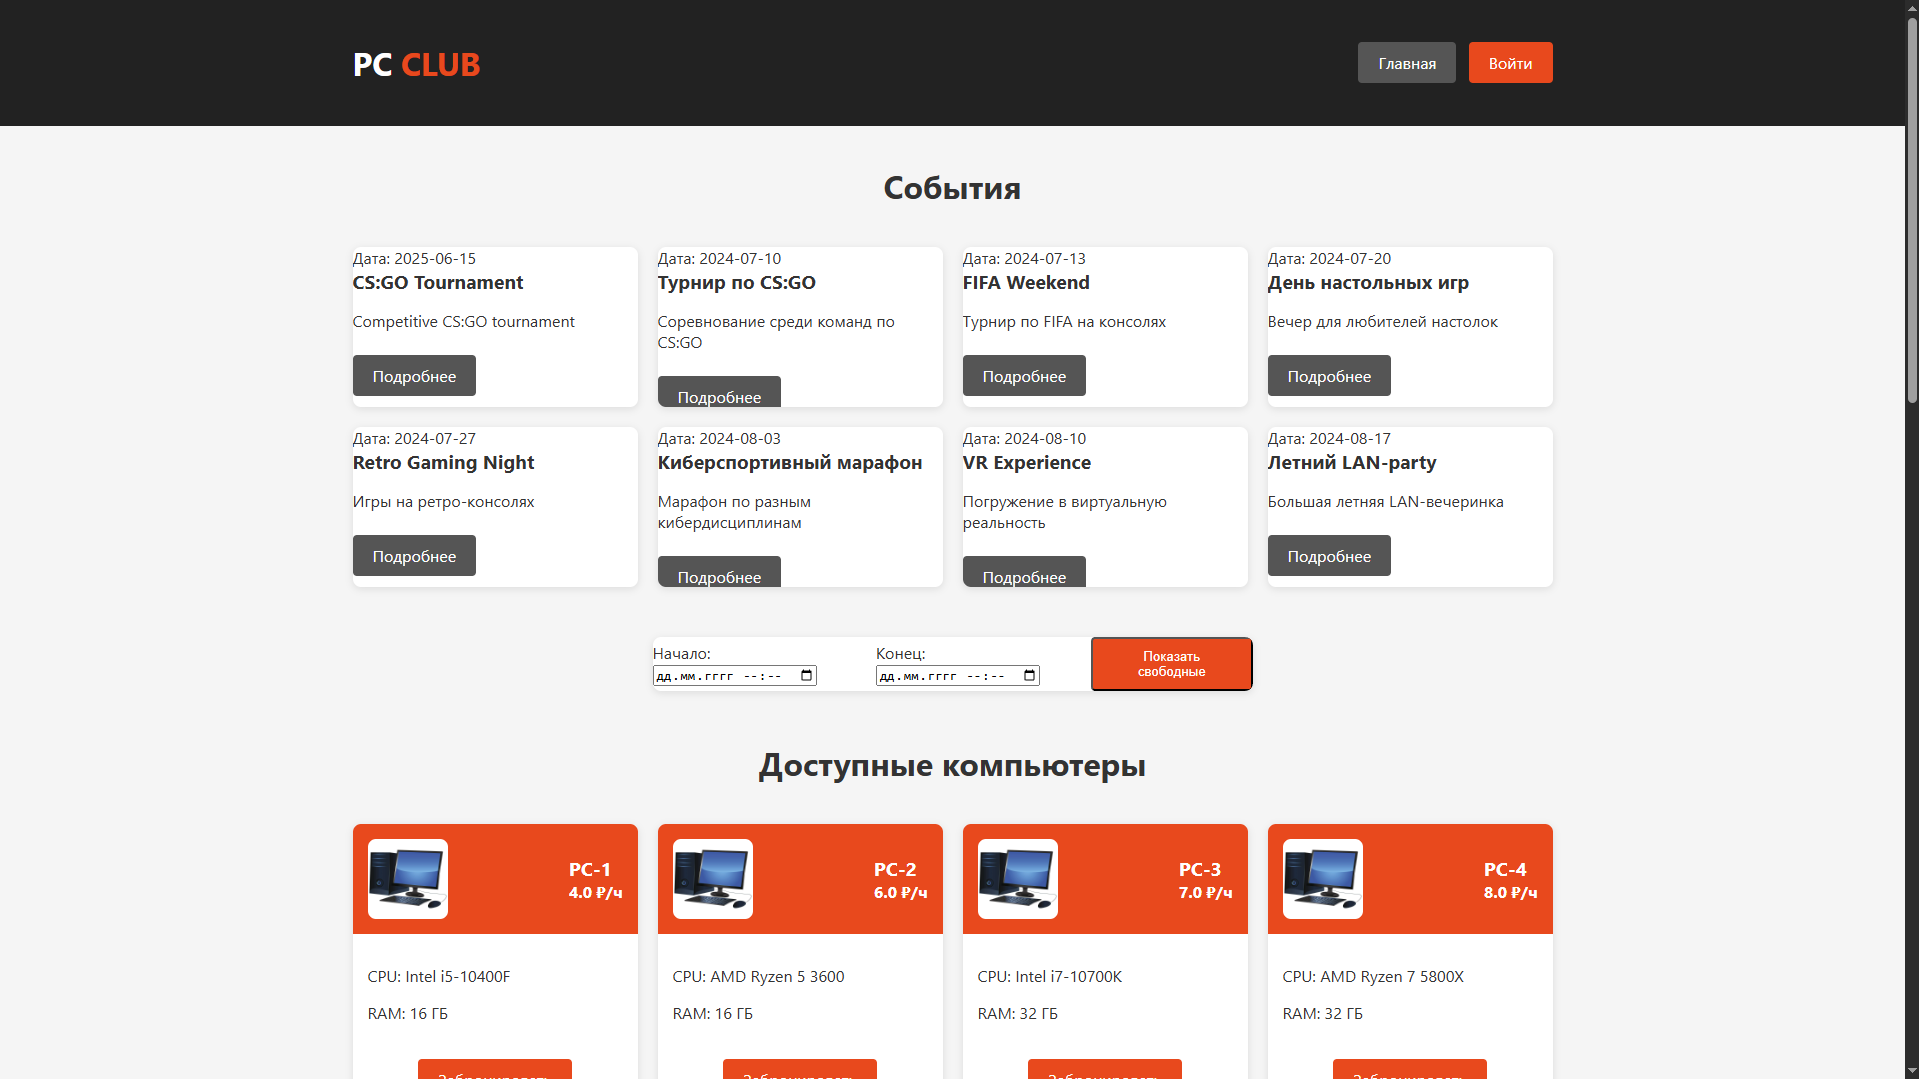 PC CLUB
Главная
Войти
События
Дата: 2025-06-15
CS:GO Tournament
Competitive CS:GO tournament
Подробнее
Дата: 2024-07-10
Турнир по CS:GO
Соревнование среди команд по
CS:GO
Подробнее
Дата: 2024-07-13
FIFA Weekend
Турнир по FIFA на консолях
Подробнее
Дата: 2024-07-20
День настольных игр
Вечер для любителей настолок
Подробнее
Дата: 2024-07-27
Retro Gaming Night
Игры на ретро-консолях
Подробнее
Дата: 2024-08-03
Киберспортивный марафон
Марафон по разным
кибердисциплинам
Подробнее
Дата: 2024-08-10
VR Experience
Погружение в виртуальную
реальность
Подробнее
Дата: 2024-08-17
Летний LAN-party
Большая летняя LAN-вечеринка
Подробнее
Начало:
дд.мм.гггг --:--
Конец:
дд.мм.гггг --:--
Показать
свободные
Доступные компьютеры
PC-1
4.0 ₽/ч
CPU: Intel i5-10400F
RAM: 16 ГБ
Забронировать
PC-2
6.0 ₽/ч
CPU: AMD Ryzen 5 3600
RAM: 16 ГБ
Забронировать
PC-3
7.0 ₽/ч
CPU: Intel i7-10700K
RAM: 32 ГБ
Забронировать
PC-4
8.0 ₽/ч
CPU: AMD Ryzen 7 5800X
RAM: 32 ГБ
Забронировать